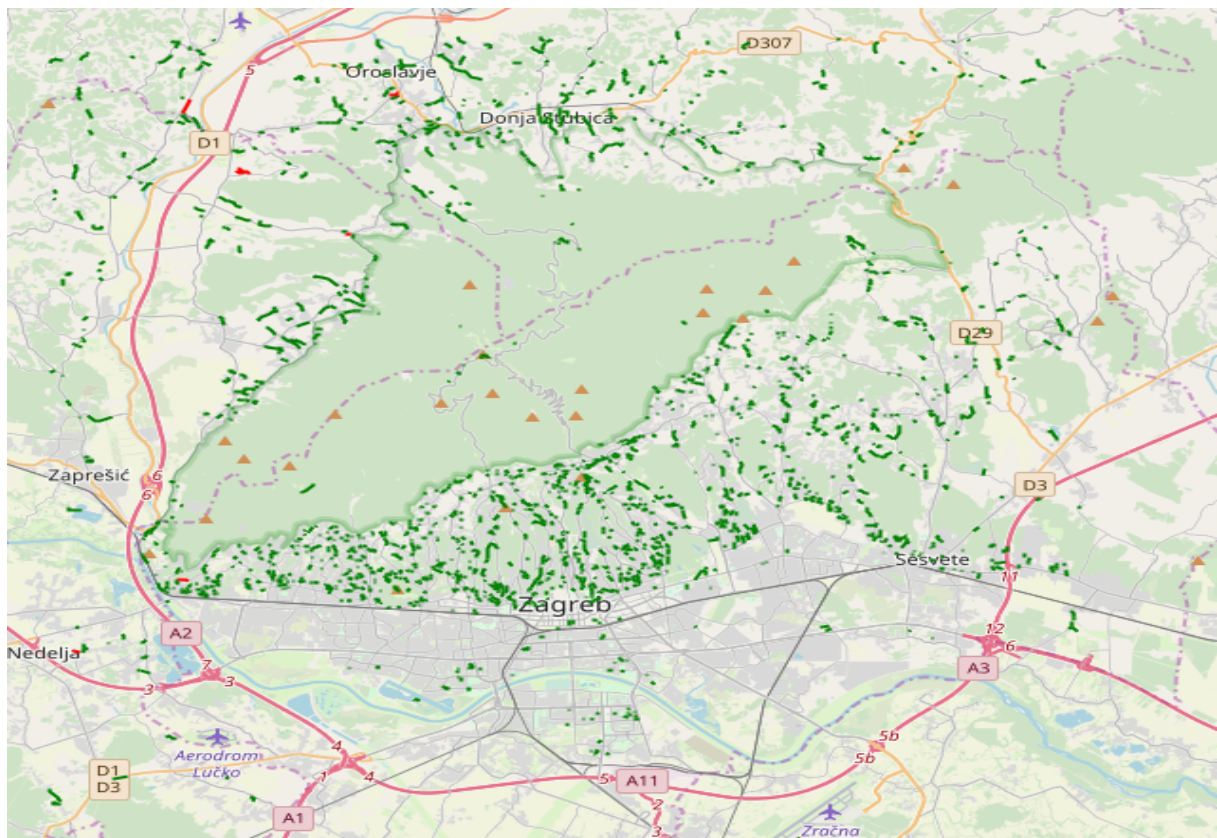 D307
5
Oroslavje
Donja Stubica
D1
D29
Zaprešić
6
6
D3
Sesvete
11
Zagreb
A2
12
6
Nedelja
7
3
3
A3
Aerodrom
Lučko
4
5b
5b
D1
D3
1
4
5
A11
2
A1
3
Zračna